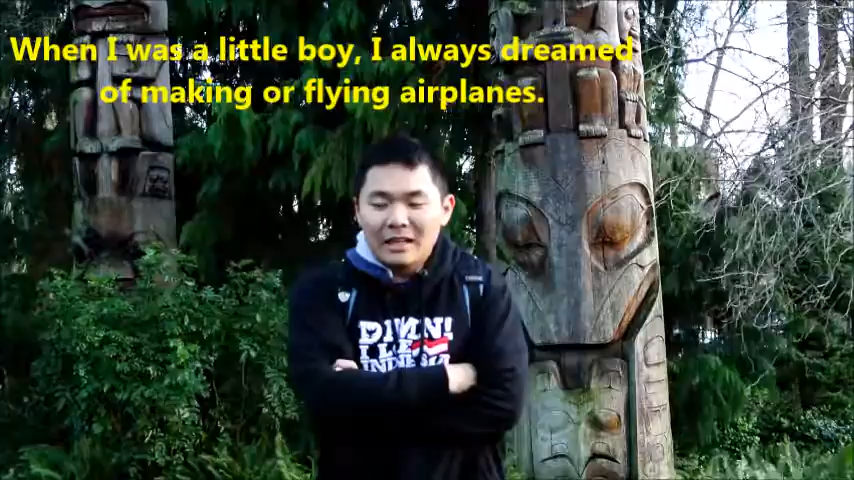 When I was a little boy, I always dreamed
of making or flying airplanes.